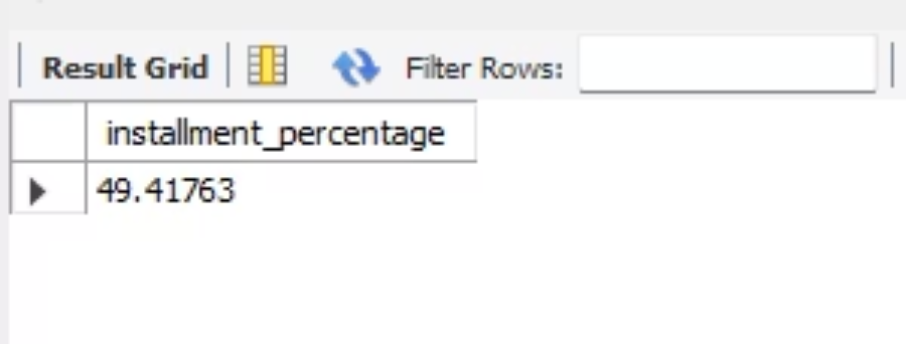 Result Grid Filter Rows:
installment_percentage
49.41763